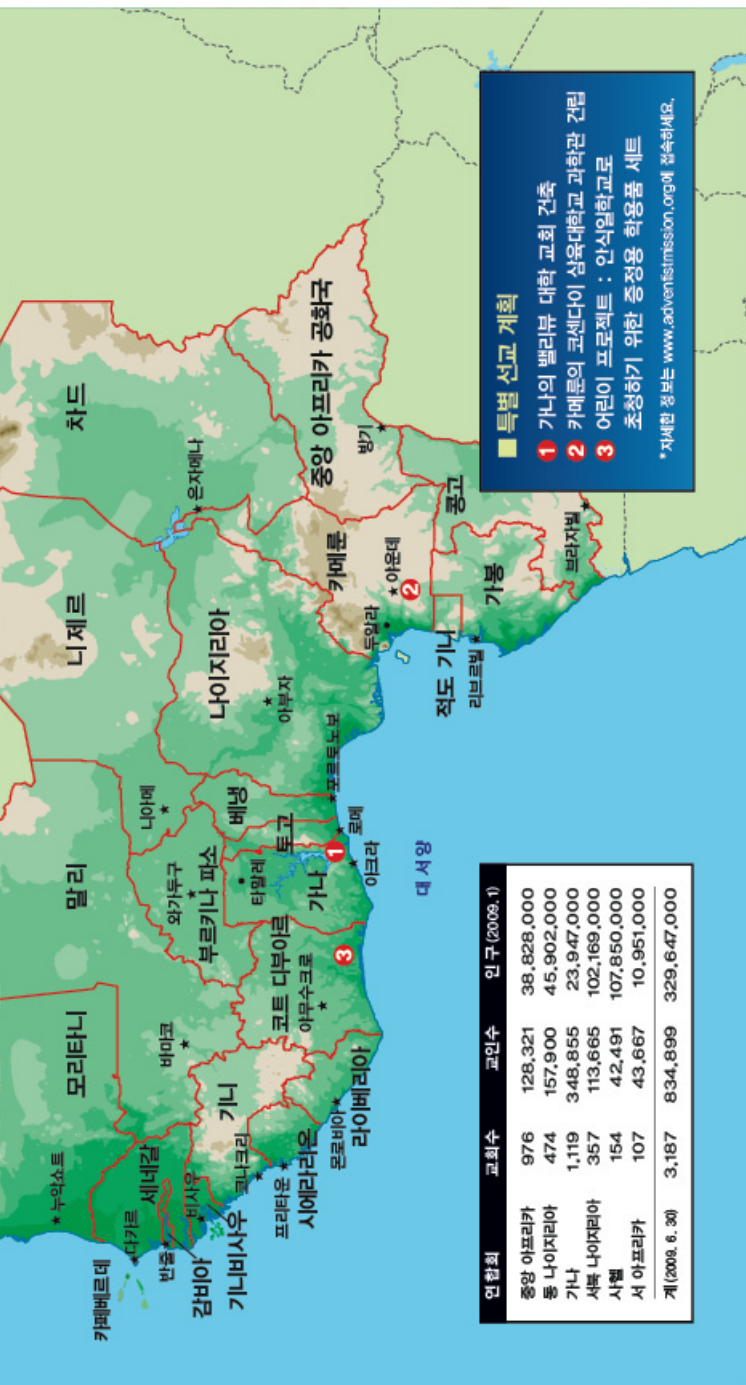 카페베르데
누악쇼트
다카르
세네갈
반줄
감비아
비사우
기니비사우
모리타니
말리
바마코
기니
코나크리
프리타운
시에라리온
몬로비아
라이베리아
코트 디부아르
야무수크로
3
니아메
와가두구
부르키나 파소
타말레
가나
토고
베냉
1
아크라
로메
포르토노보
니제르
나이지리아
아부자
차드
은자메나
중앙 아프리카 공화국
방기
카메룬
두알라
야운데
2
적도 기니
리브르빌
가봉
콩고
브라자빌
대 서양
연합회 교회수 교인수 인 구(2009.1)
중앙 아프리카 976 128,321 38,828,000
동 나이지리아 474 157,900 45,902,000
가나 1,119 348,855 23,947,000
서북 나이지리아 357 113,665 102,169,000
사헬 154 42,491 107,850,000
서 아프리카 107 43,667 10,951,000
계(2009. 6. 30) 3,187 834,899 329,647,000
■ 특별 선교 계획
1 가나의 밸리뷰 대학 교회 건축
2 카메룬의 코센다이 삼육대학교 과학관 건립
3 어린이 프로젝트 : 안식일학교로
초청하기 위한 증정용 학용품 세트
*자세한 정보는 www.adventistmission.org에 접속하세요.